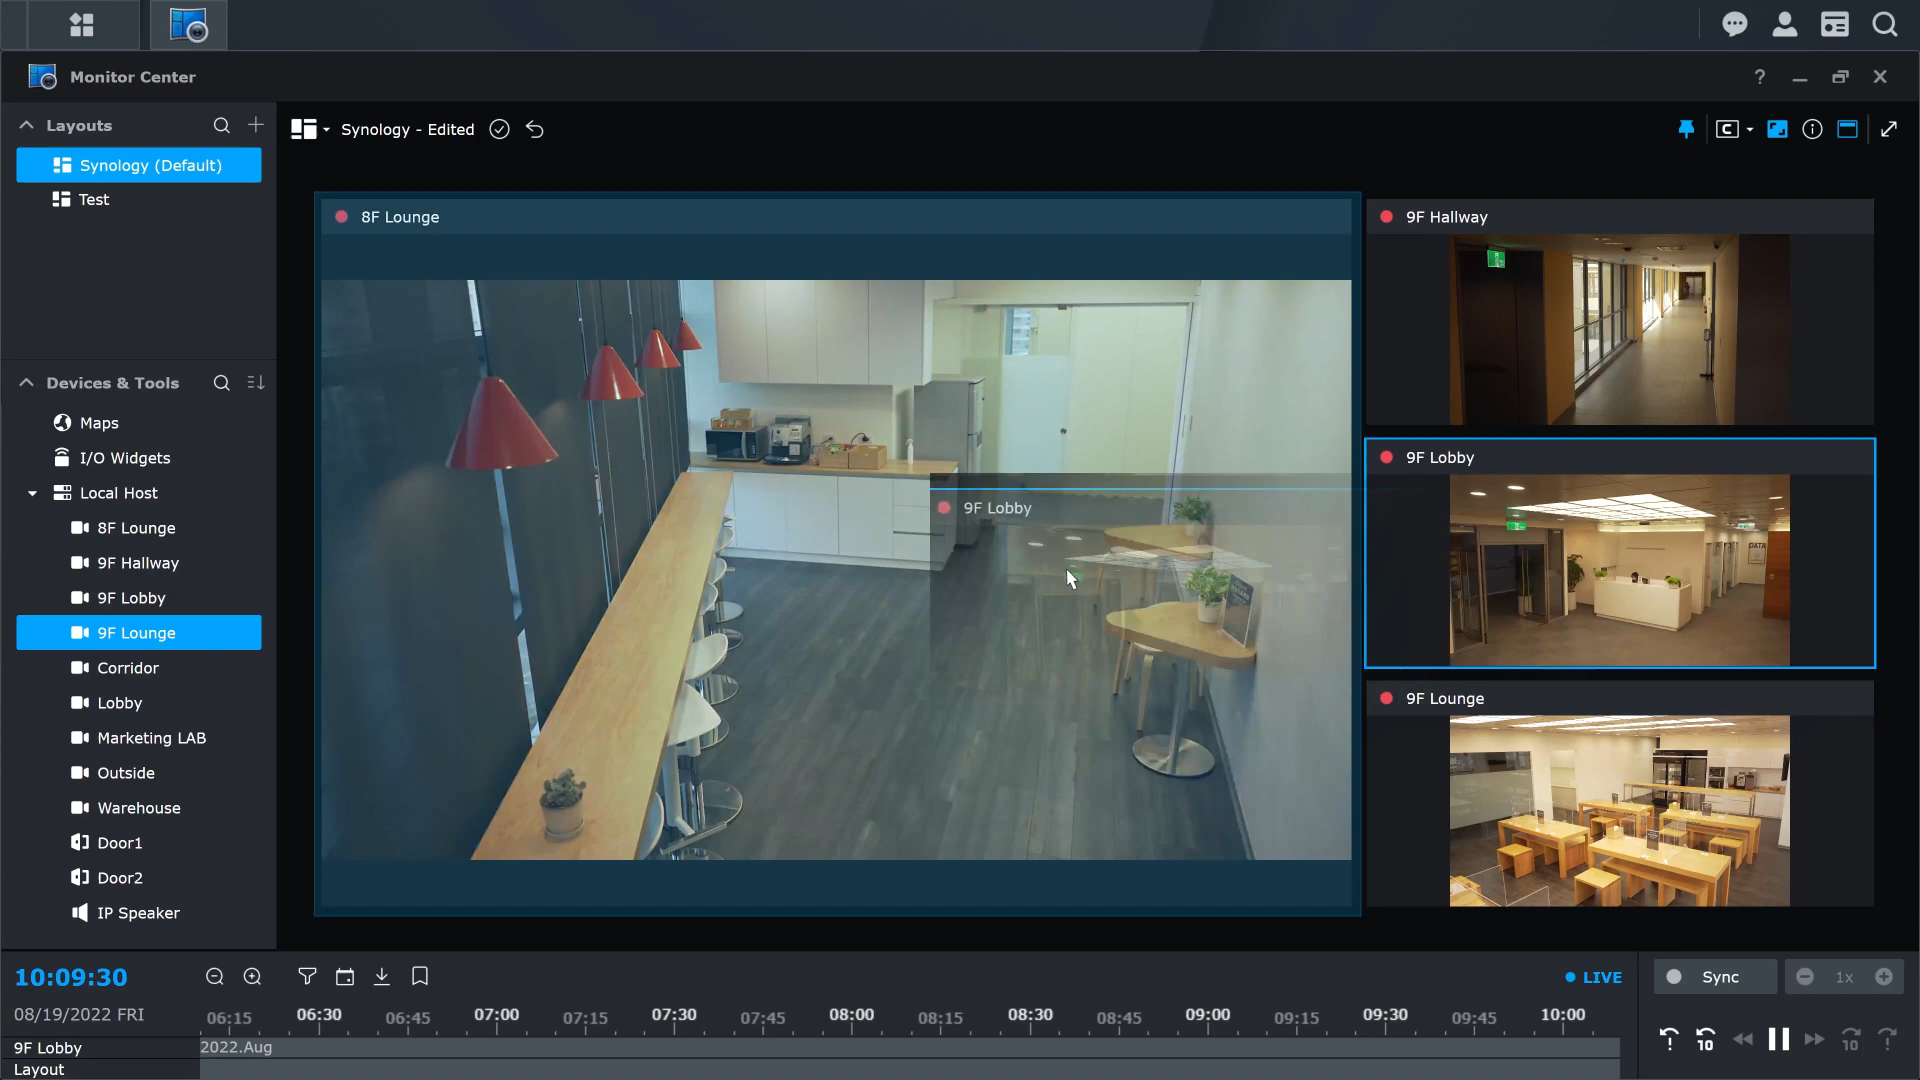 Monitor Center
?
Layouts
Synology (Default)
Test
Devices & Tools
Maps
I/O Widgets
Local Host
8F Lounge
9F Hallway
9F Lobby
9F Lounge
Corridor
Lobby
Marketing LAB
Outside
Warehouse
Door1
Door2
IP Speaker
Synology - Edited
C
8F Lounge
9F Lobby
9F Hallway
9F Lobby
DATA
9F Lounge
10:09:30
08/19/2022 FRI
LIVE
Sync
1x
06:15 06:30 06:45 07:00 07:15 07:30 07:45 08:00 08:15 08:30 08:45 09:00 09:15 09:30 09:45 10:00
10 10
9F Lobby
2022.Aug
Layout